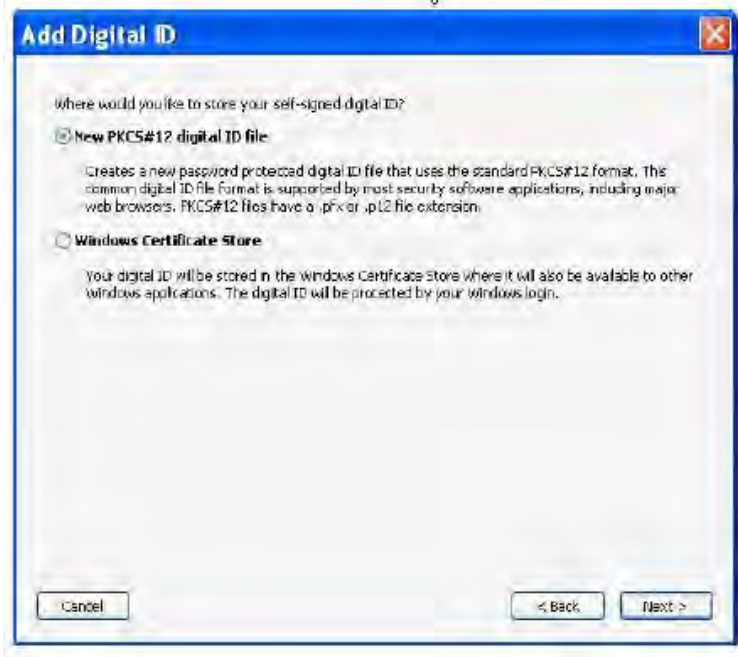 Add Digital ID
Where would you like to store your self-signed digital ID?
New PKCS#12 digital ID file
Creates a new password protected digital ID file that uses the standard PKCS#12 format. This
common digital ID file format is supported by most security software applications, including major
web browsers. PKCS#12 files have a .pfx or .p12 file extension.
Windows Certificate Store
Your digital ID will be stored in the Windows Certificate Store where it will also be available to other
Windows applications. The digital ID will be protected by your Windows login.
Cancel
< Back
Next >